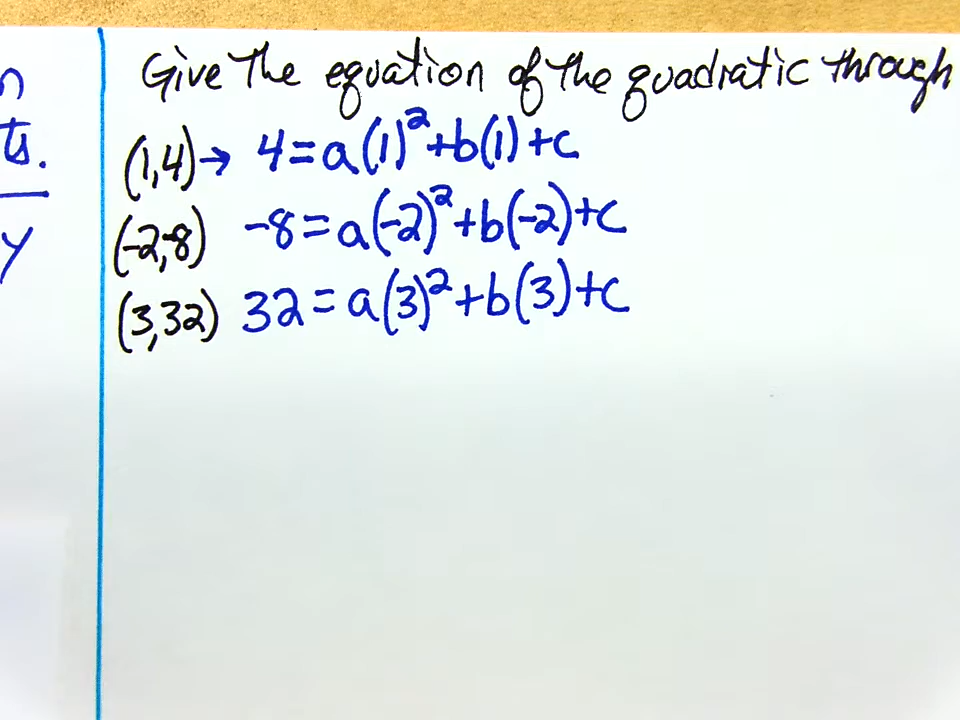 n
ts.
y
Give the equation of the quadratic through
(1,4)→ 4=a(1)²+b(1)+c
(-2,-8) -8=a(-2)²+b(-2)+c
(3,32) 32=a(3)²+b(3)+c